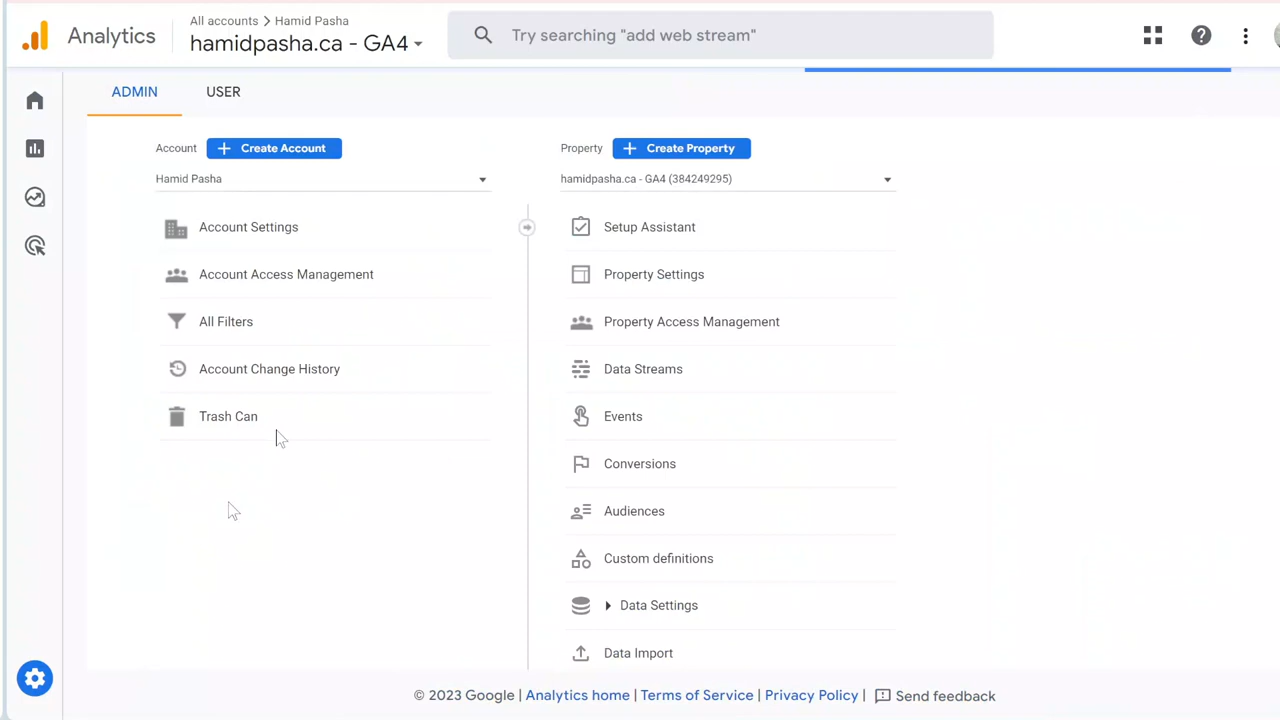 Analytics
All accounts > Hamid Pasha
hamidpasha.ca - GA4
Try searching "add web stream"
ADMIN
USER
Account
+ Create Account
Hamid Pasha
Account Settings
Account Access Management
All Filters
Account Change History
Trash Can
Property
+ Create Property
hamidpasha.ca - GA4 (384249295)
Setup Assistant
Property Settings
Property Access Management
Data Streams
Events
Conversions
Audiences
Custom definitions
Data Settings
Data Import
© 2023 Google | Analytics home | Terms of Service | Privacy Policy | Send feedback